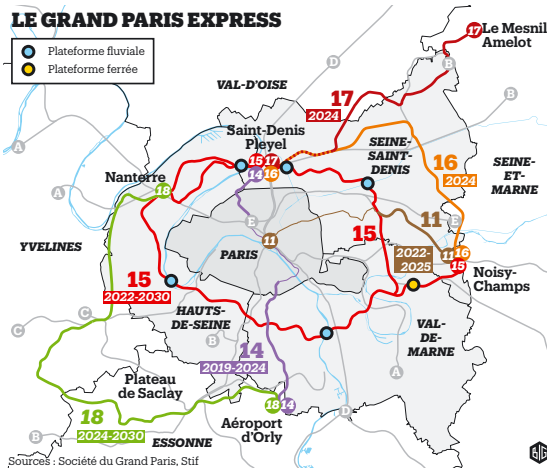 LE GRAND PARIS EXPRESS
Plateforme fluviale
Plateforme ferrée
17
Le Mesnil
Amelot
B
D
VAL-D'OISE
B
17
2024
A
Saint-Denis
Pleyel
15
17
14
16
SEINE-
SAINT-
DENIS
16
2024
SEINE-
ET-
MARNE
Nanterre
18
A
E
E
11
11
YVELINES
PARIS
15
2022-
2025
11
16
15
Noisy-
Champs
15
2022-2030
HAUTS-
DE-SEINE
C
C
B
14
2019-2024
VAL-
DE-
MARNE
A
Plateau
de Saclay
18
2024-2030
18
14
D
Aéroport
d'Orly
B
ESSONNE
Sources : Société du Grand Paris, Stif
BIG